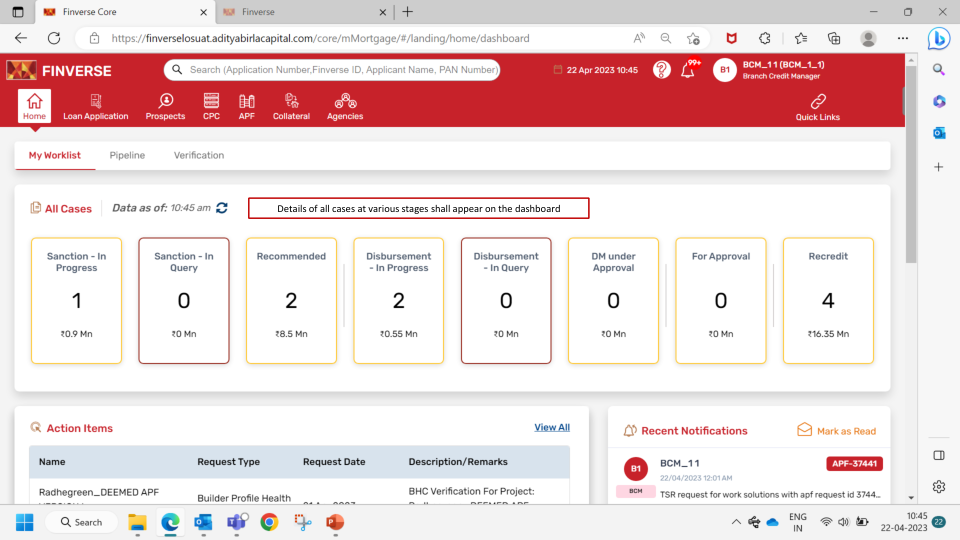 Finverse Core
Finverse
https://finverselosuat.adityabirlacapital.com/core/mMortgage/#/landing/home/dashboard
FINVERSE
Search (Application Number,Finverse ID, Applicant Name, PAN Number)
22 Apr 2023 10:45
99+
B1
BCM_11 (BCM_1_1)
Branch Credit Manager
Home
Loan Application
Prospects
CPC
APF
Collateral
Agencies
Quick Links
My Worklist
Pipeline
Verification
All Cases
Data as of: 10:45 am
Details of all cases at various stages shall appear on the dashboard
Sanction - In
Progress
1
₹0.9 Mn
Sanction - In
Query
0
₹0 Mn
Recommended
2
₹8.5 Mn
Disbursement
- In Progress
2
₹0.55 Mn
Disbursement
- In Query
0
₹0 Mn
DM under
Approval
0
₹0 Mn
For Approval
0
₹0 Mn
Recredit
4
₹16.35 Mn
Action Items
View All
Name
Request Type
Request Date
Description/Remarks
Radhegreen_DEEMED APF
Builder Profile Health
BHC Verification For Project:
Recent Notifications
Mark as Read
B1
BCM
BCM_11
22/04/2023 12:01 AM
APF-37441
TSR request for work solutions with apf request id 3744...
Search
ENG
IN
10:45
22-04-2023
22